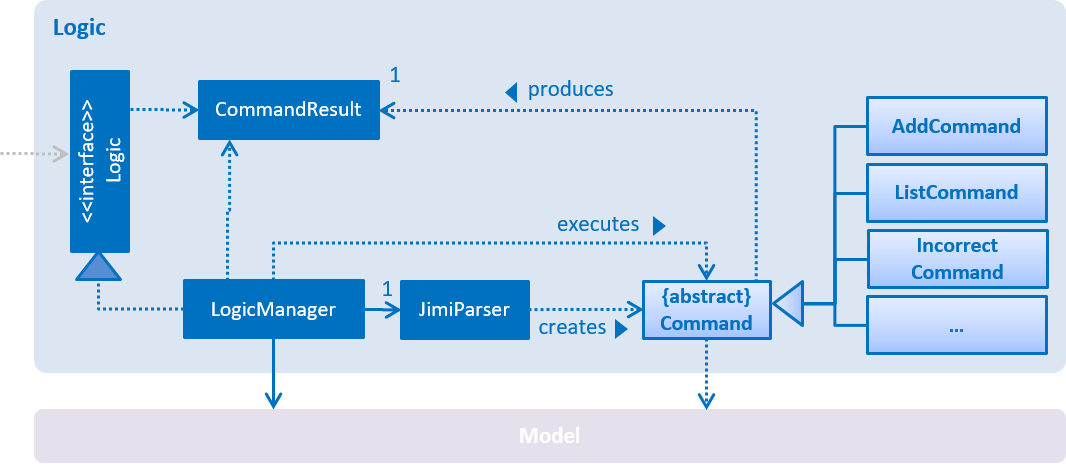 Logic
<<interface>>
Logic
CommandResult
1
produces
AddCommand
ListCommand
Incorrect
Command
...
executes
LogicManager
1
JimiParser
creates
{abstract}
Command
Model